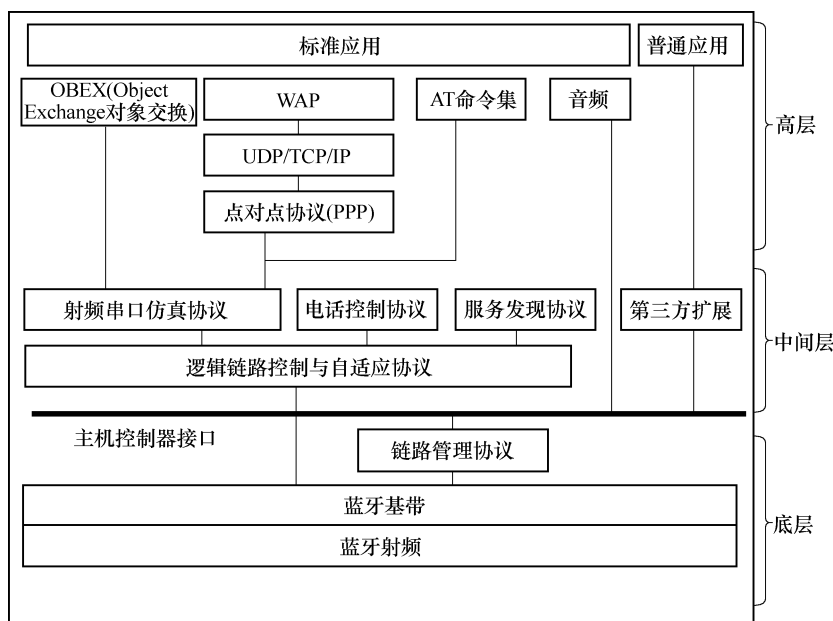 标准应用
普通应用
OBEX(Object
Exchange对象交换)
WAP
AT命令集
音频
高层
UDP/TCP/IP
点对点协议(PPP)
射频串口仿真协议
电话控制协议
服务发现协议
第三方扩展
中间层
逻辑链路控制与自适应协议
主机控制器接口
链路管理协议
蓝牙基带
底层
蓝牙射频